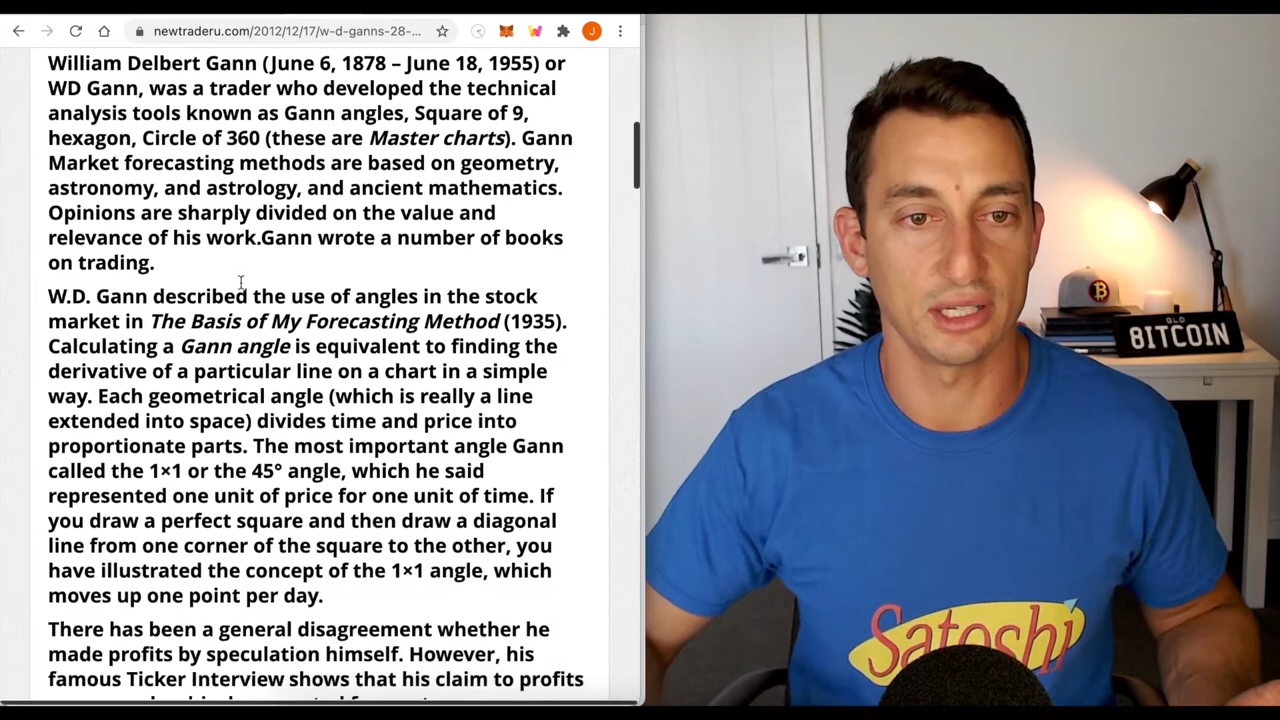 newtraderu.com/2012/12/17/w-d-ganns-28-...
J
William Delbert Gann (June 6, 1878 – June 18, 1955) or
WD Gann, was a trader who developed the technical
analysis tools known as Gann angles, Square of 9,
hexagon, Circle of 360 (these are Master charts). Gann
Market forecasting methods are based on geometry,
astronomy, and astrology, and ancient mathematics.
Opinions are sharply divided on the value and
relevance of his work.Gann wrote a number of books
on trading.
W.D. Gann described the use of angles in the stock
market in The Basis of My Forecasting Method (1935).
Calculating a Gann angle is equivalent to finding the
derivative of a particular line on a chart in a simple
way. Each geometrical angle (which is really a line
extended into space) divides time and price into
proportionate parts. The most important angle Gann
called the 1×1 or the 45° angle, which he said
represented one unit of price for one unit of time. If
you draw a perfect square and then draw a diagonal
line from one corner of the square to the other, you
have illustrated the concept of the 1×1 angle, which
moves up one point per day.
There has been a general disagreement whether he
made profits by speculation himself. However, his
famous Ticker Interview shows that his claim to profits
QLD
8ITCOIN
Satoshi